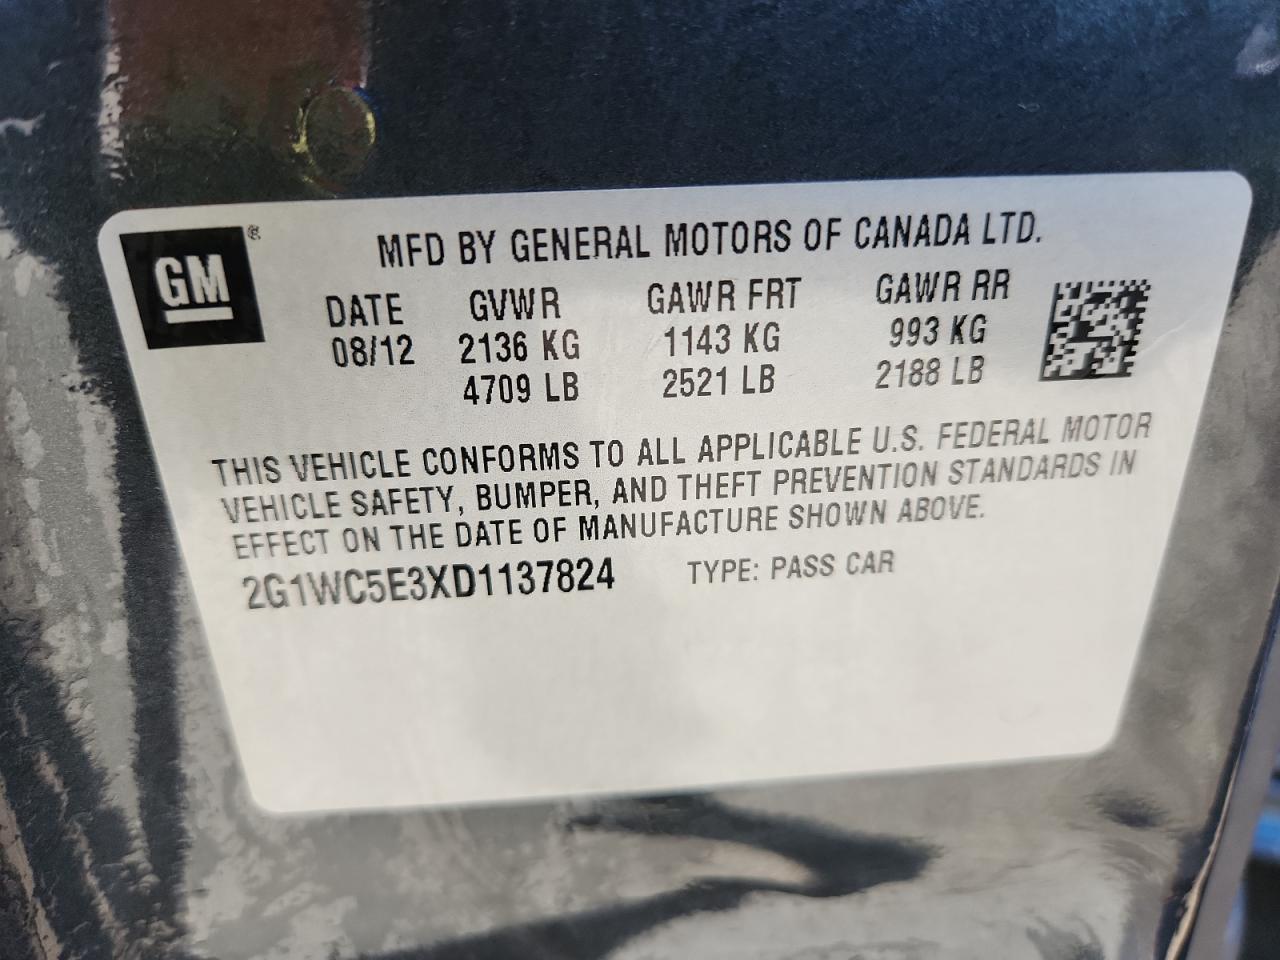 GM®
MFD BY GENERAL MOTORS OF CANADA LTD.
DATE GVWR GAWR FRT GAWR RR
08/12 2136 KG 1143 KG 993 KG
4709 LB 2521 LB 2188 LB
THIS VEHICLE CONFORMS TO ALL APPLICABLE U.S. FEDERAL MOTOR
VEHICLE SAFETY, BUMPER, AND THEFT PREVENTION STANDARDS IN
EFFECT ON THE DATE OF MANUFACTURE SHOWN ABOVE.
2G1WC5E3XD1137824 TYPE: PASS CAR